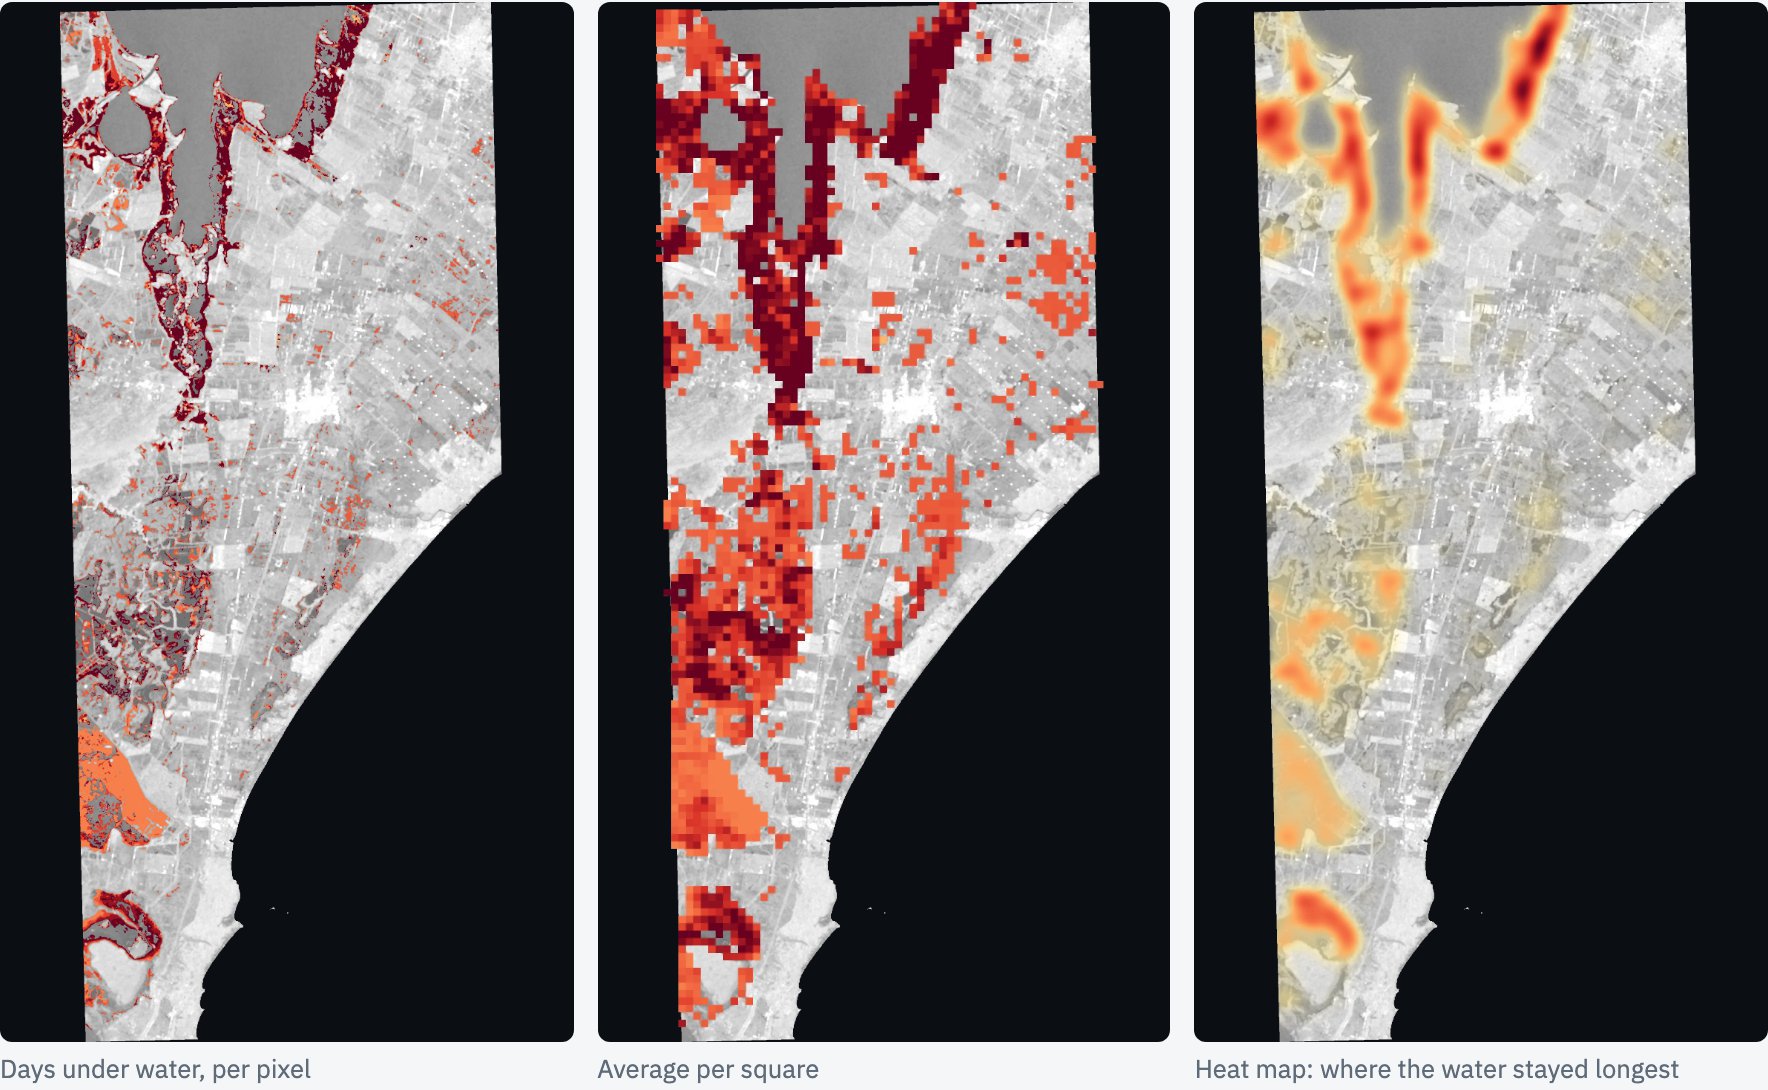 Days under water, per pixel
Average per square
Heat map: where the water stayed longest